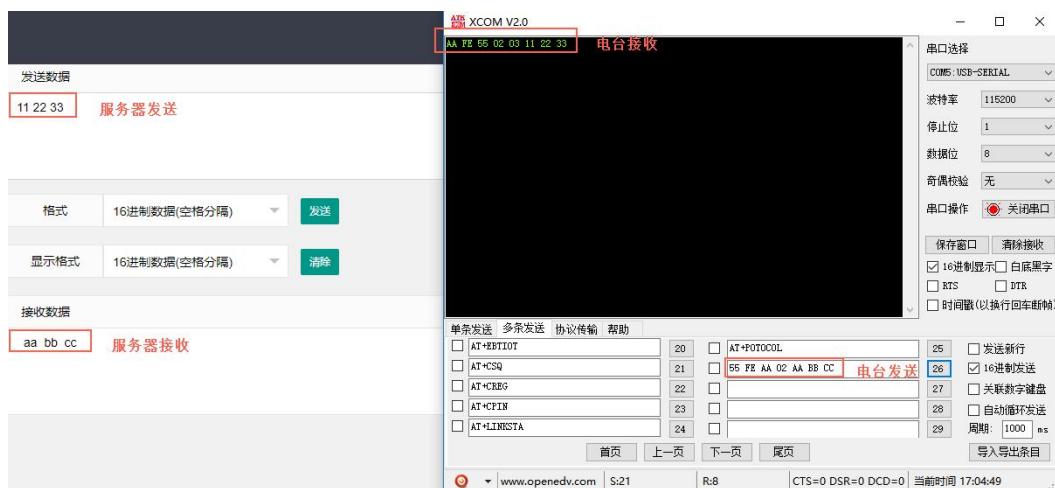 发送数据
11 22 33
服务器发送
格式
16进制数据(空格分隔)
发送
显示格式
16进制数据(空格分隔)
清除
接收数据
aa bb cc
服务器接收
ATK XCOM
XCOM V2.0
AA FE 55 02 03 11 22 33
电台接收
串口选择
COM5:USB-SERIAL
波特率
115200
停止位
1
数据位
8
奇偶校验
无
串口操作
关闭串口
保存窗口
清除接收
16进制显示
白底黑字
RTS
DTR
时间戳(以换行回车断帧)
单条发送
多条发送
协议传输
帮助
AT+EBTIOT
20
AT+POTOCOL
25
发送新行
AT+CSQ
21
55 FE AA 02 AA BB CC
电台发送
26
16进制发送
AT+CREG
22
27
关联数字键盘
AT+CPIN
23
28
自动循环发送
AT+LINKSTA
24
29
周期:
1000
ms
首页
上一页
下一页
尾页
导入导出条目
www.openedv.com
S:21
R:8
CTS=0 DSR=0 DCD=0
当前时间 17:04:49